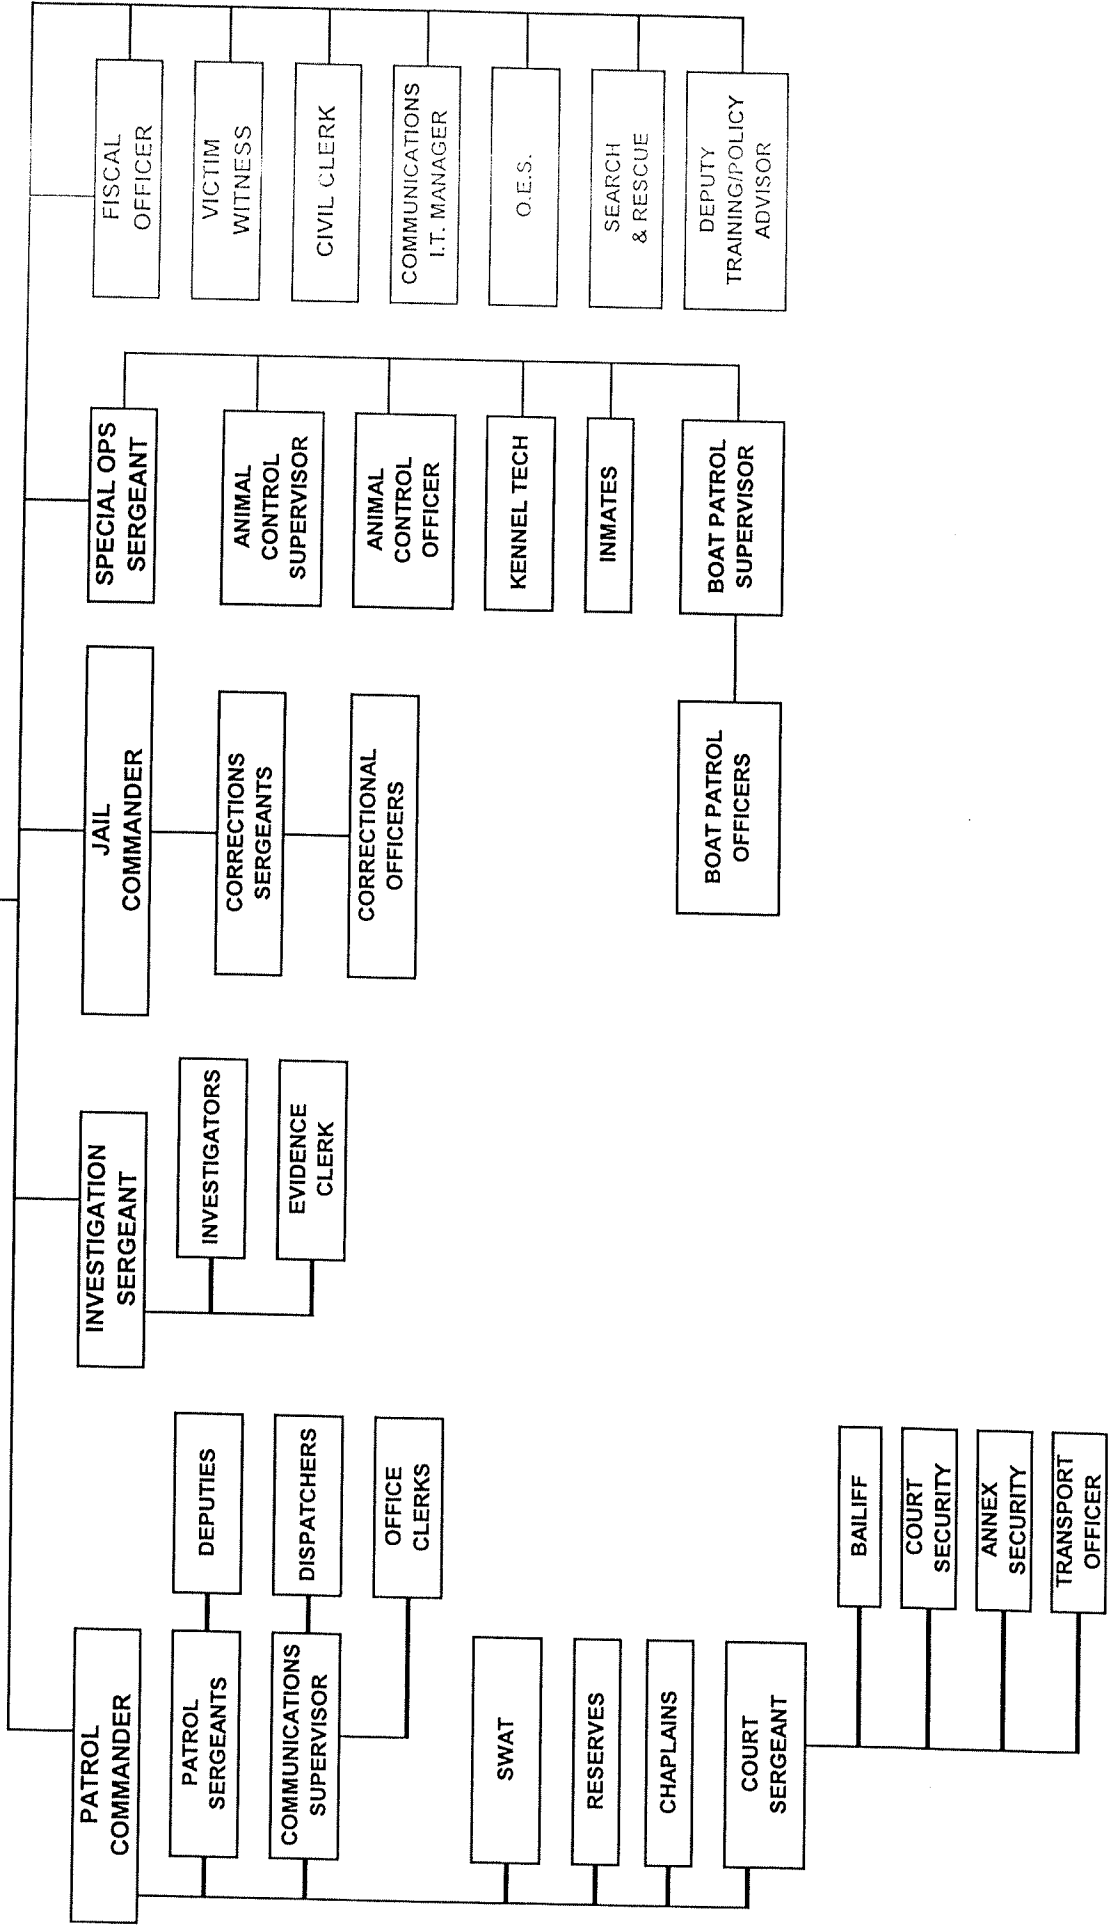 PATROL
COMMANDER
PATROL
SERGEANTS
DEPUTIES
COMMUNICATIONS
SUPERVISOR
DISPATCHERS
OFFICE
CLERKS
SWAT
RESERVES
CHAPLAINS
COURT
SERGEANT
BAILIFF
COURT
SECURITY
ANNEX
SECURITY
TRANSPORT
OFFICER
INVESTIGATION
SERGEANT
INVESTIGATORS
EVIDENCE
CLERK
JAIL
COMMANDER
CORRECTIONS
SERGEANTS
CORRECTIONAL
OFFICERS
SPECIAL OPS
SERGEANT
ANIMAL
CONTROL
SUPERVISOR
ANIMAL
CONTROL
OFFICER
KENNEL TECH
INMATES
BOAT PATROL
SUPERVISOR
BOAT PATROL
OFFICERS
FISCAL
OFFICER
VICTIM
WITNESS
CIVIL CLERK
COMMUNICATIONS
I.T. MANAGER
O.E.S.
SEARCH
& RESCUE
DEPUTY
TRAINING/POLICY
ADVISOR